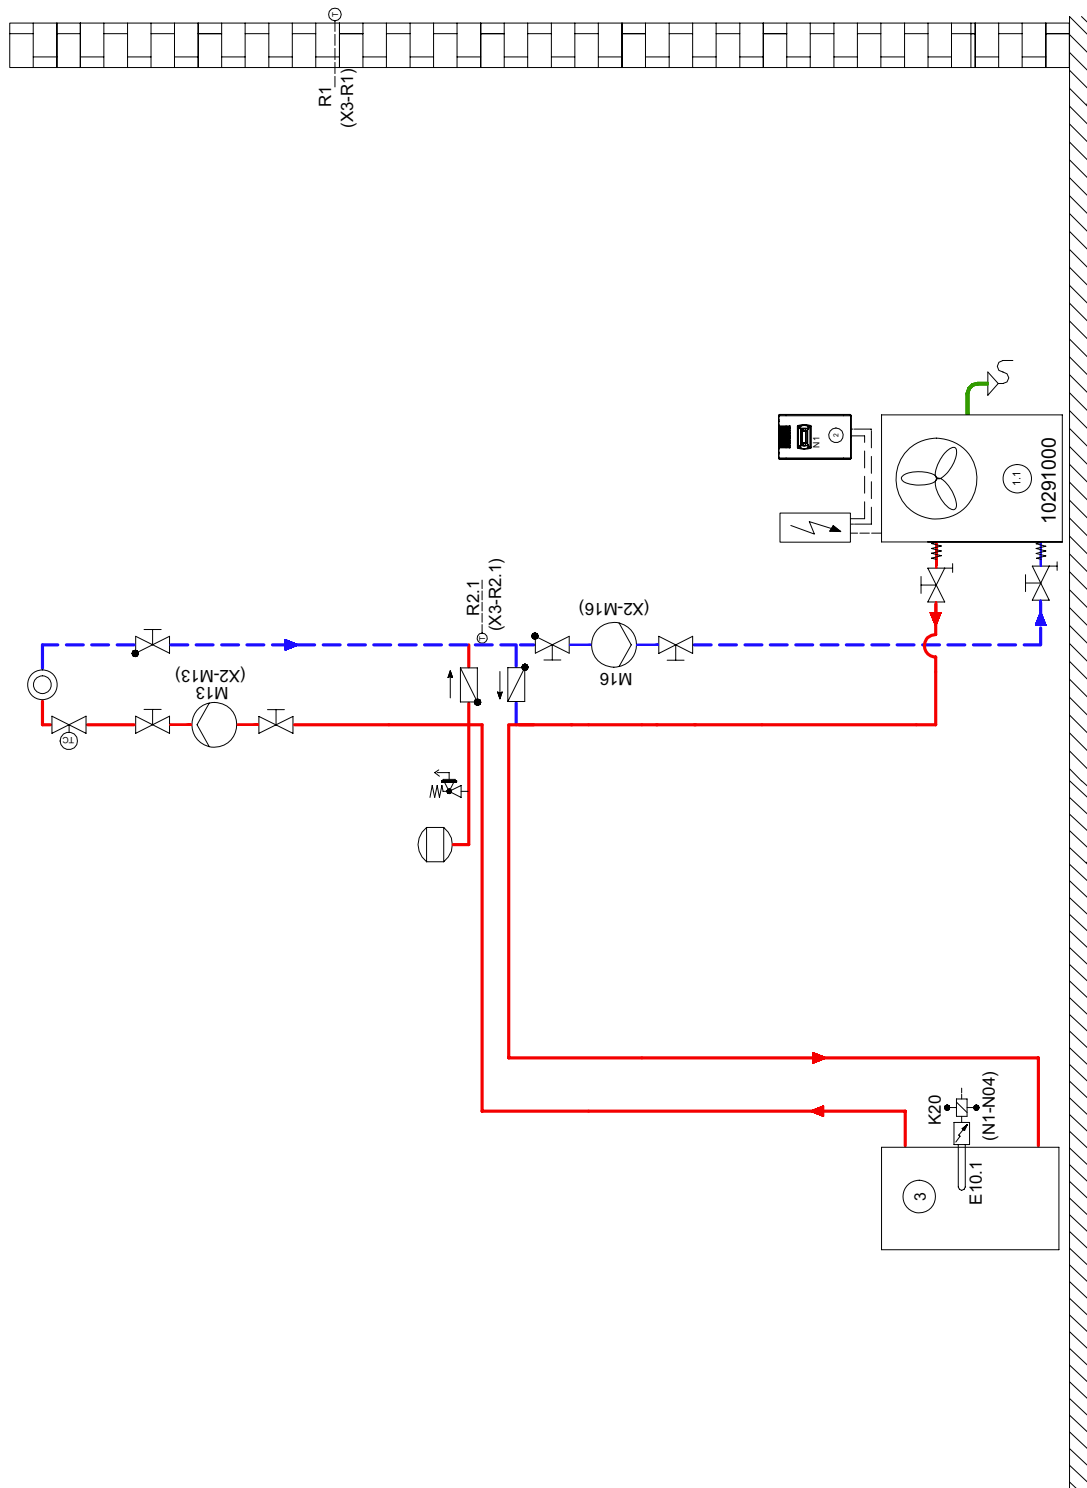 T
R1
(X3-R1)
N1
2
1.1
10291000
R2.1
(X3-R2.1)
T
(X2-M16)
M16
M13
(X2-M13)
TC
K20
(N1-N04)
3
E10.1